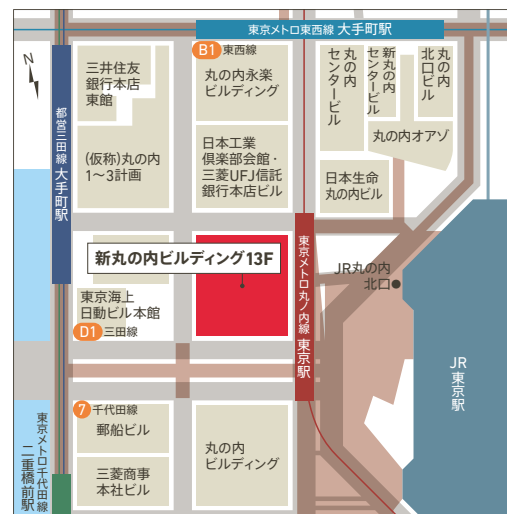 東京メトロ東西線 大手町駅
N
B1 東西線
三井住友
銀行本店
東館
丸の内永楽
ビルディング
丸の内
センタービル
新丸の内
センタービル
丸の内
北口ビル
丸の内オアゾ
都営三田線 大手町駅
(仮称)丸の内
1~3計画
日本工業
倶楽部会館・
三菱UFJ信託
銀行本店ビル
日本生命
丸の内ビル
新丸の内ビルディング13F
東京メトロ丸ノ内線 東京駅
JR丸の内
北口
東京海上
日動ビル本館
D1 三田線
JR
東京駅
7 千代田線
郵船ビル
丸の内
ビルディング
三菱商事
本社ビル
東京メトロ千代田線
二重橋前駅